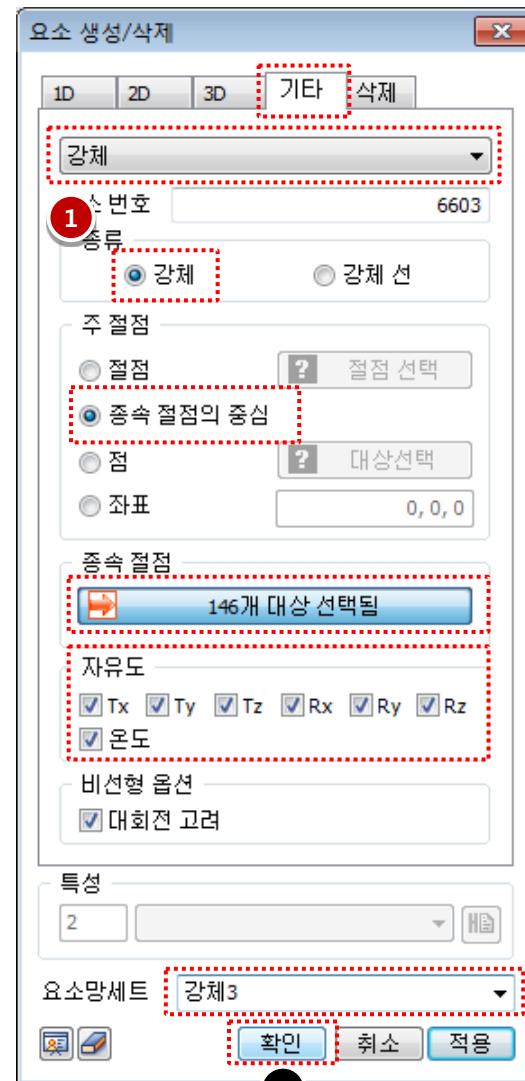 요소 생성/삭제
1D 2D 3D 기타 삭제
강체
1 번호 6603
종류
강체 강체 선
주 절점
절점 ? 절점 선택
종속 절점의 중심
점 ? 대상선택
좌표 0, 0, 0
종속 절점
146개 대상 선택됨
자유도
Tx Ty Tz Rx Ry Rz
온도
비선형 옵션
대회전 고려
특성
2
요소망세트 강체3
확인 취소 적용